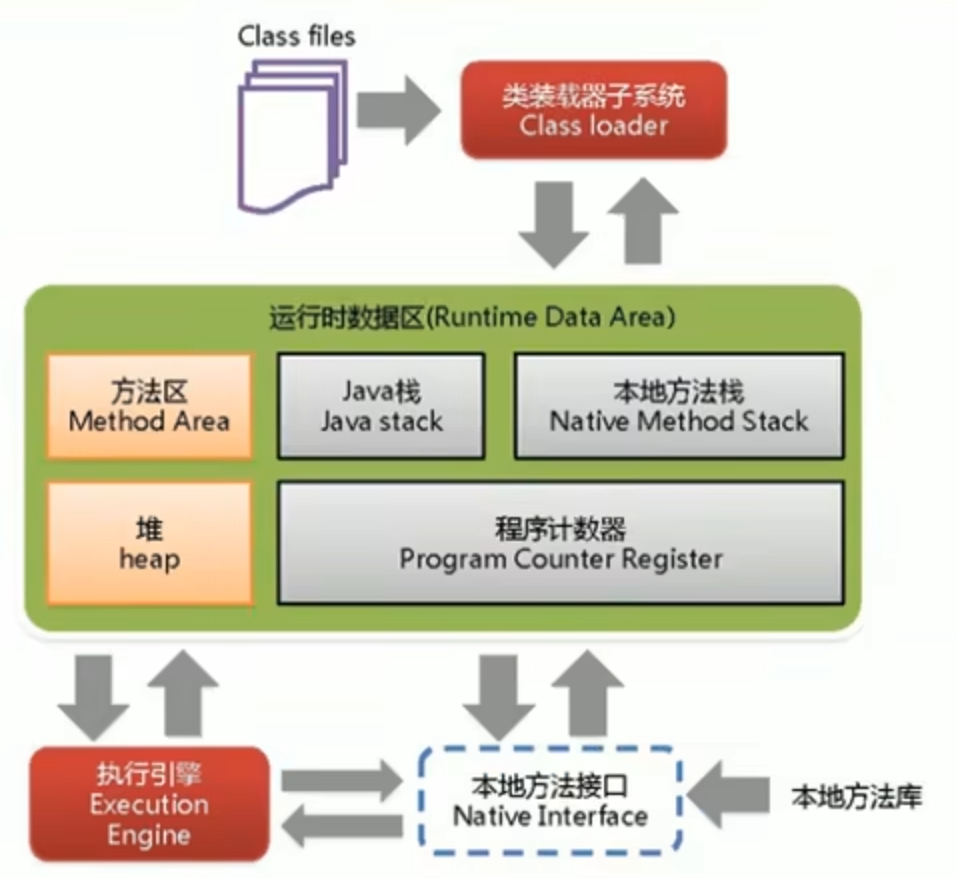 Class files
类装载器子系统
Class loader
运行时数据区(Runtime Data Area)
方法区
Method Area
Java栈
Java stack
本地方法栈
Native Method Stack
堆
heap
程序计数器
Program Counter Register
执行引擎
Execution
Engine
本地方法接口
Native Interface
本地方法库